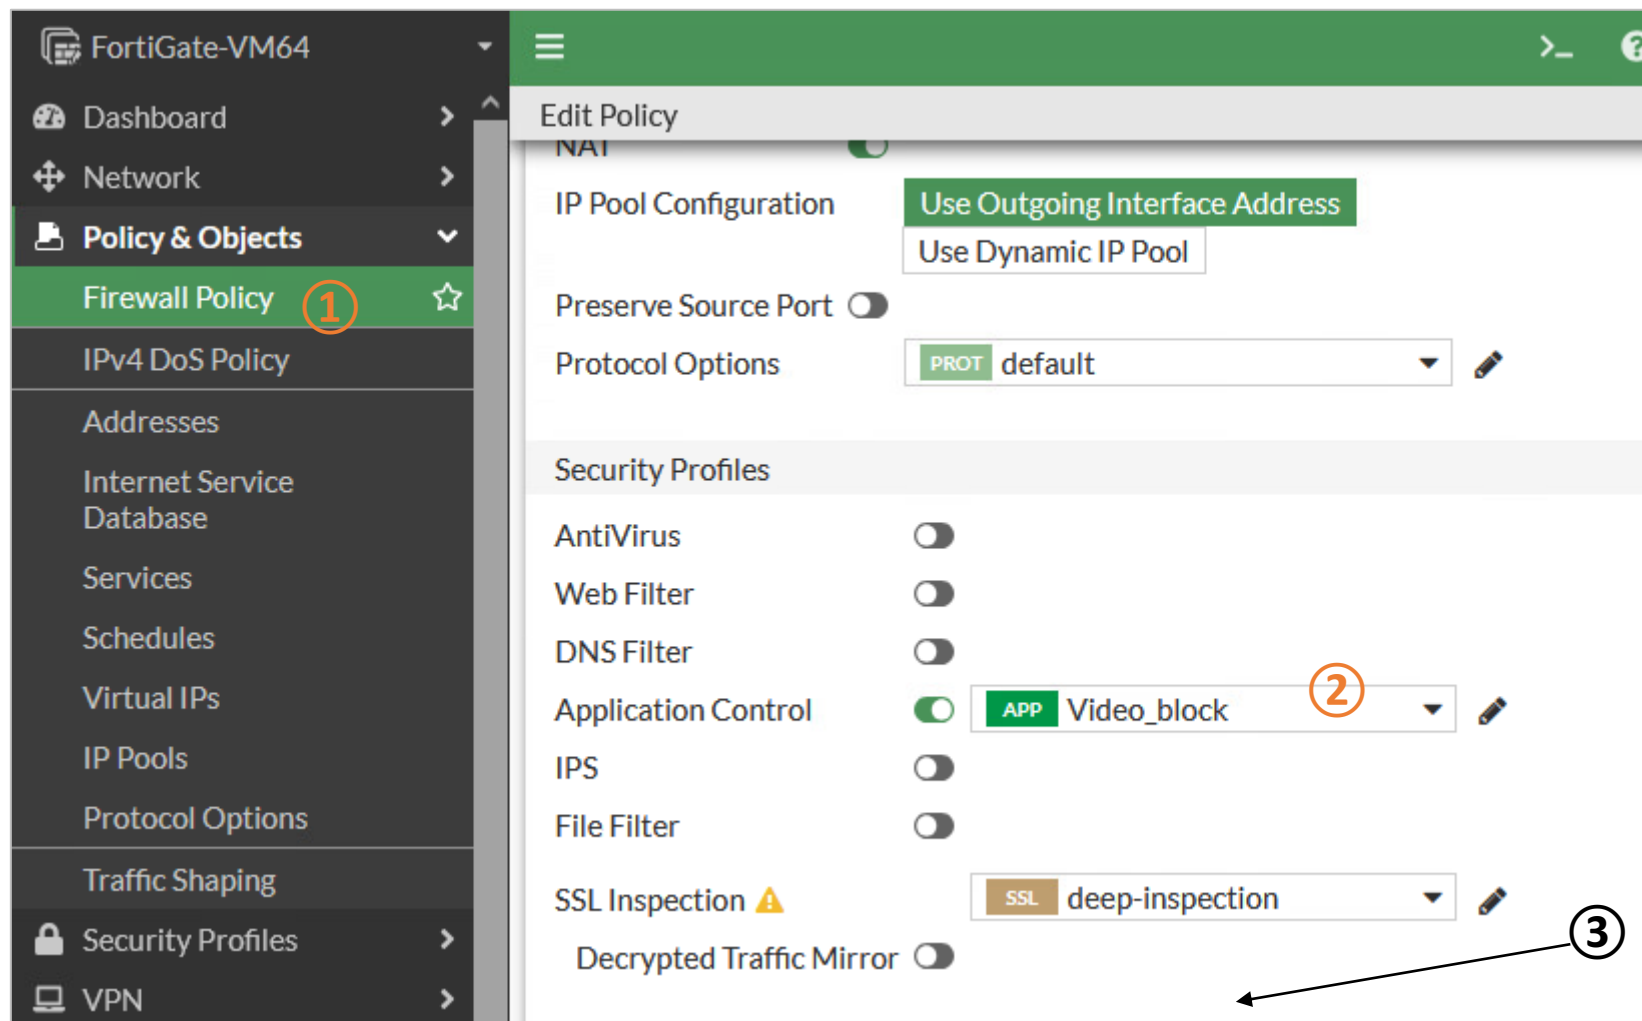 FortiGate-VM64
Dashboard
Network
Policy & Objects
Firewall Policy ①
IPv4 DoS Policy
Addresses
Internet Service
Database
Services
Schedules
Virtual IPs
IP Pools
Protocol Options
Traffic Shaping
Security Profiles
VPN
>_ ?
Edit Policy
NAT
IP Pool Configuration Use Outgoing Interface Address
Use Dynamic IP Pool
Preserve Source Port
Protocol Options PROT default
Security Profiles
AntiVirus
Web Filter
DNS Filter
Application Control APP Video_block ②
IPS
File Filter
SSL Inspection SSL deep-inspection
③
Decrypted Traffic Mirror